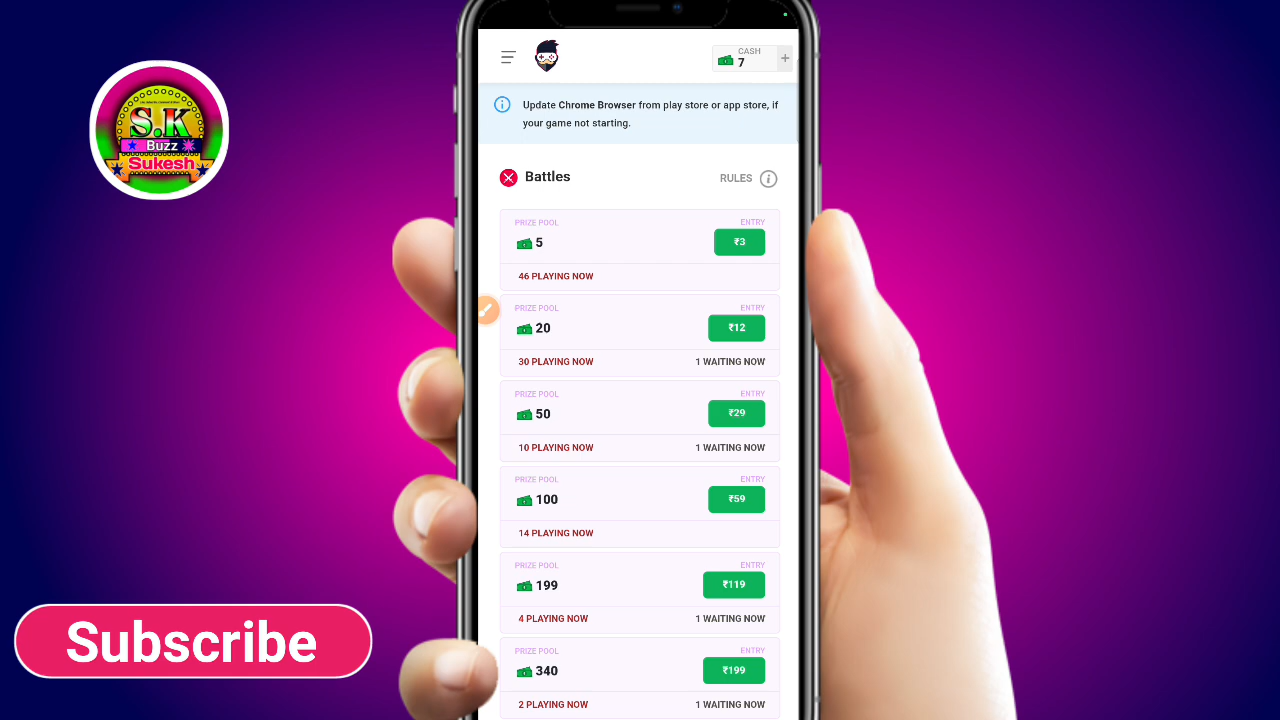 S.K
Buzz
Sukesh
CASH
7
+
Update Chrome Browser from play store or app store, if
your game not starting.
Battles
RULES
PRIZE POOL
ENTRY
5
₹3
46 PLAYING NOW
PRIZE POOL
ENTRY
20
₹12
30 PLAYING NOW
1 WAITING NOW
PRIZE POOL
ENTRY
50
₹29
10 PLAYING NOW
1 WAITING NOW
PRIZE POOL
ENTRY
100
₹59
14 PLAYING NOW
PRIZE POOL
ENTRY
199
₹119
4 PLAYING NOW
1 WAITING NOW
PRIZE POOL
ENTRY
340
₹199
2 PLAYING NOW
1 WAITING NOW
Subscribe